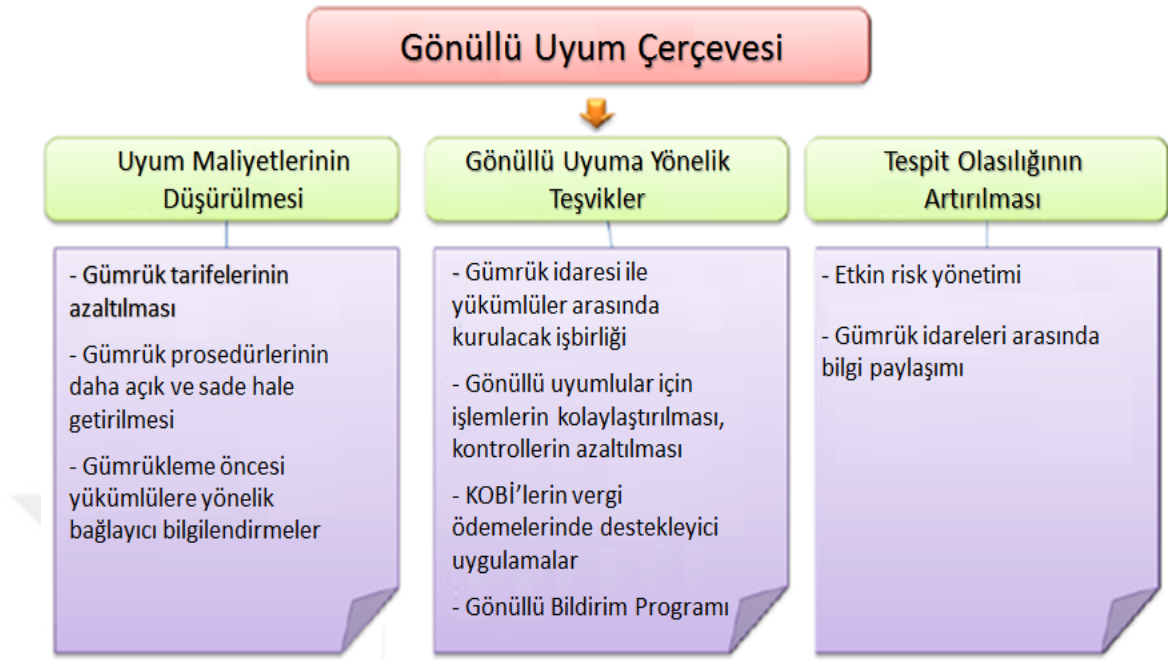 Gönüllü Uyum Çerçevesi
Uyum Maliyetlerinin
Düşürülmesi
- Gümrük tarifelerinin
azaltılması
- Gümrük prosedürlerinin
daha açık ve sade hale
getirilmesi
- Gümrükleme öncesi
yükümlülere yönelik
bağlayıcı bilgilendirmeler
Gönüllü Uyuma Yönelik
Teşvikler
- Gümrük idaresi ile
yükümlüler arasında
kurulacak işbirliği
- Gönüllü uyumlular için
işlemlerin kolaylaştırılması,
kontrollerin azaltılması
- KOBİ’lerin vergi
ödemelerinde destekleyici
uygulamalar
- Gönüllü Bildirim Programı
Tespit Olasılığının
Artırılması
- Etkin risk yönetimi
- Gümrük idareleri arasında
bilgi paylaşımı